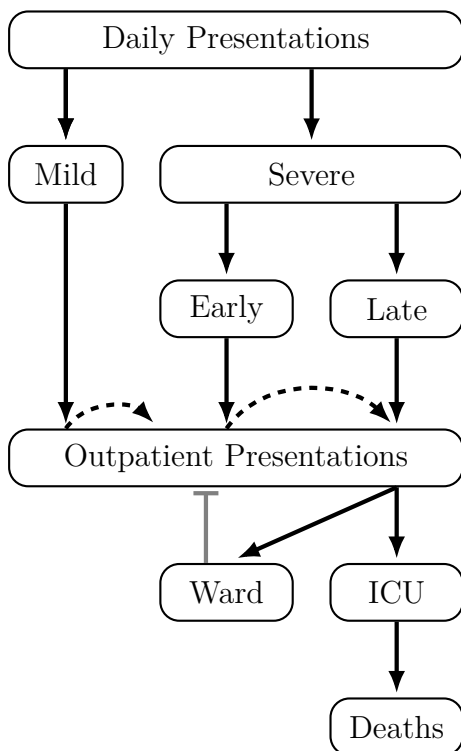 Daily Presentations
Mild
Severe
Early
Late
Outpatient Presentations
Ward
ICU
Deaths